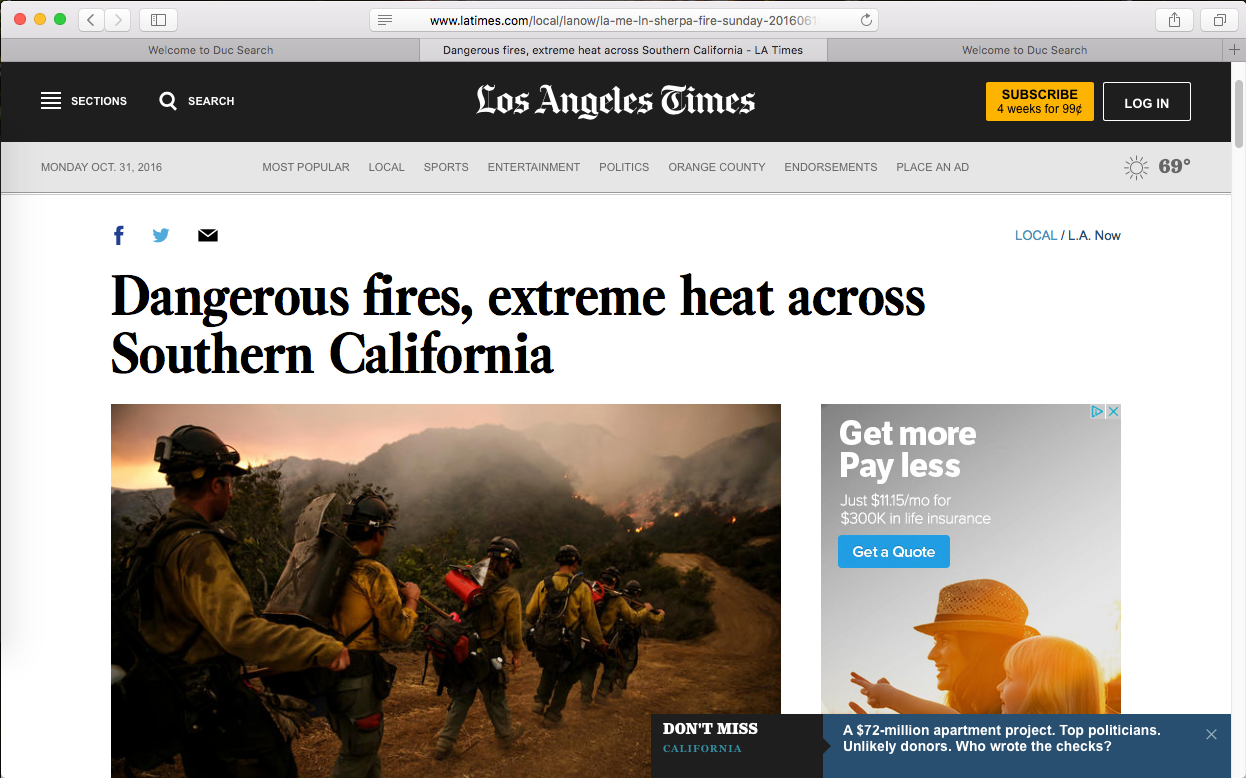 www.latimes.com/local/lanow/la-me-ln-sherpa-fire-sunday-201606
Welcome to Duc Search
Dangerous fires, extreme heat across Southern California - LA Times
Welcome to Duc Search
SECTIONS
SEARCH
Los Angeles Times
SUBSCRIBE
4 weeks for 99¢
LOG IN
MONDAY OCT. 31, 2016
MOST POPULAR
LOCAL
SPORTS
ENTERTAINMENT
POLITICS
ORANGE COUNTY
ENDORSEMENTS
PLACE AN AD
69°
LOCAL / L.A. Now
Dangerous fires, extreme heat across
Southern California
Get more
Pay less
Just $11.15/mo for
$300K in life insurance
Get a Quote
DON'T MISS
CALIFORNIA
A $72-million apartment project. Top politicians.
Unlikely donors. Who wrote the checks?